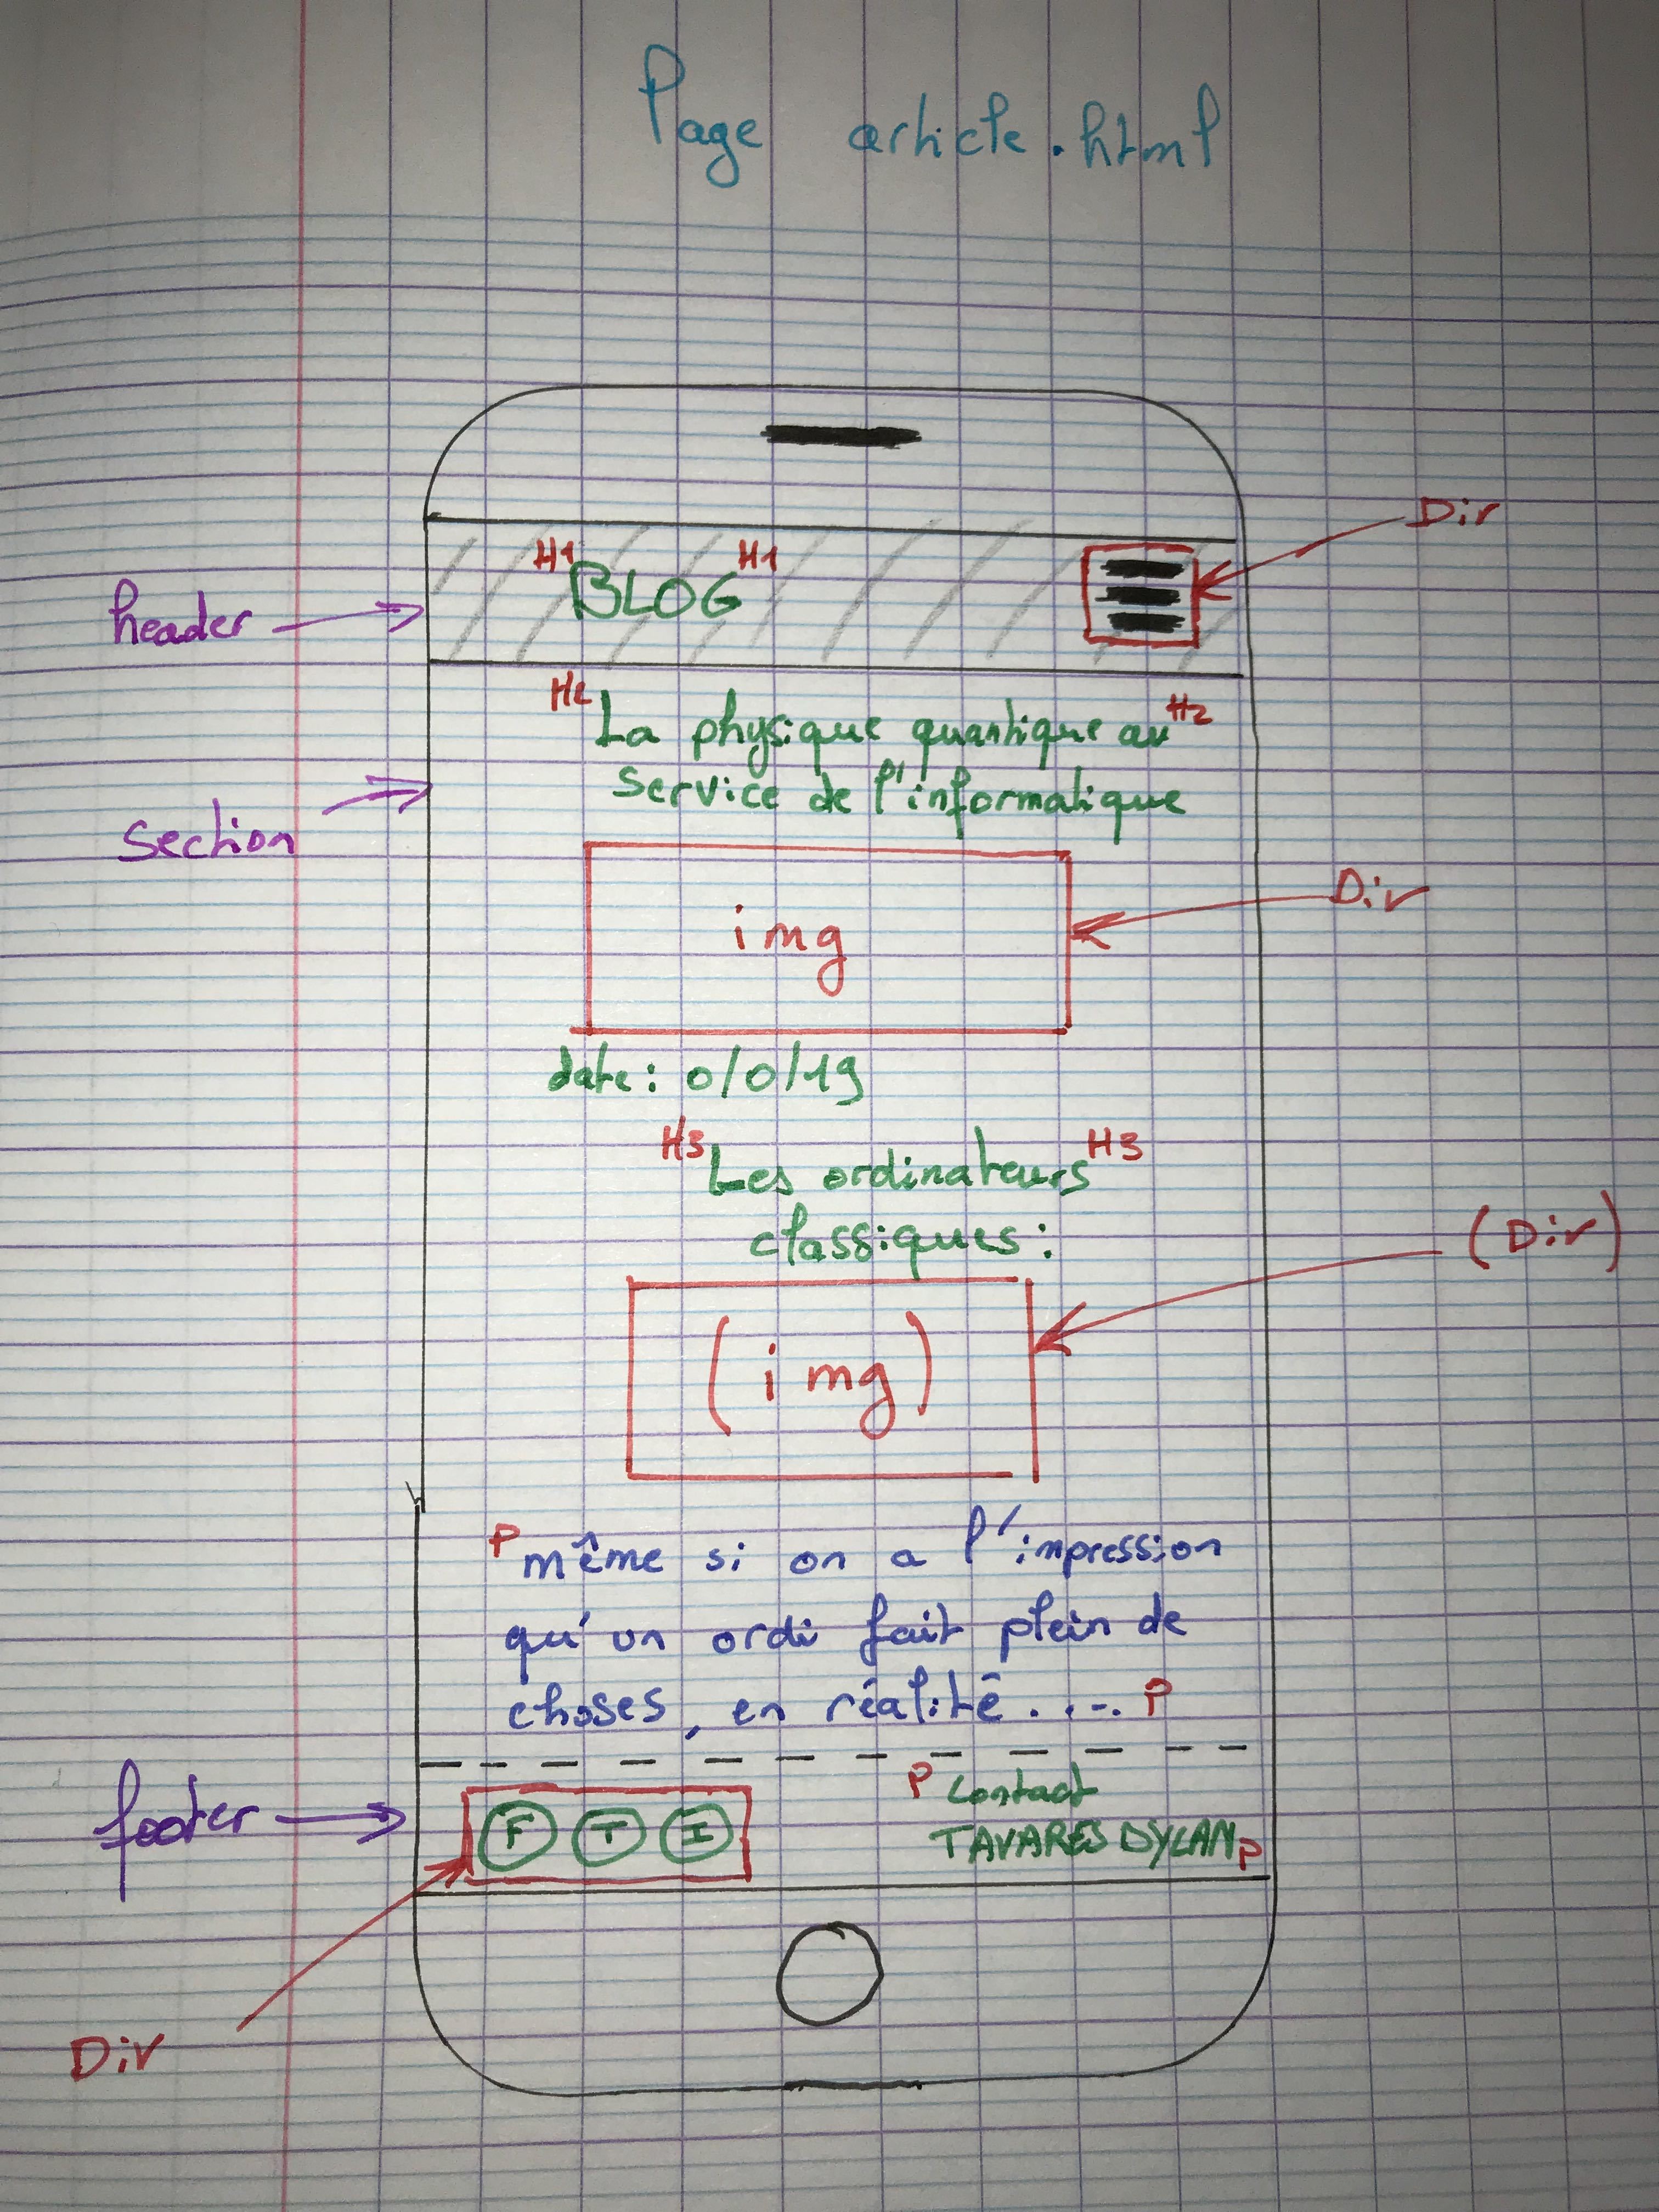 Page article.html
Div
H1 BLOG H1
header
H2 La physique quantique au H2
service de l'informatique
section
Div
img
date: 0/0/19
H3 Les ordinateurs H3
classiques:
(Div)
(img)
P même si on a l'impression
qu'un ordi fait plein de
choses, en réalité.... P
footer
F T I
P Contact
TAVARES DYLAN P
Div